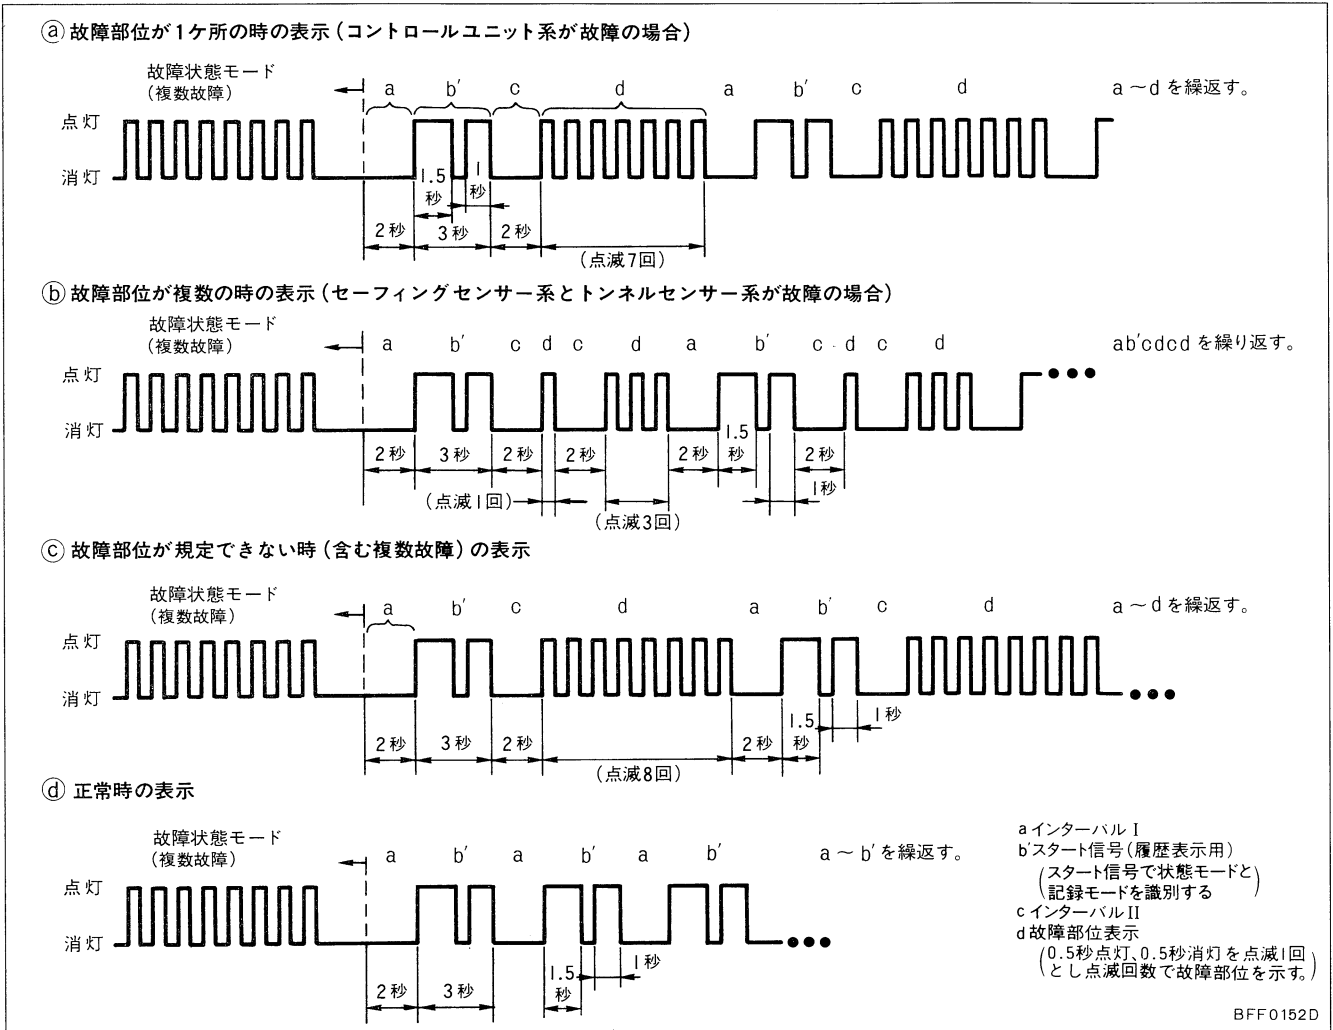 ⓐ故障部位が1ケ所の時の表示(コントロールユニット系が故障の場合)
故障状態モード
(複数故障)
a b′ c d a b′ c d a~dを繰返す。
点灯
消灯
1.5秒 1秒
2秒 3秒 2秒
(点滅7回)
ⓑ故障部位が複数の時の表示(セーフィングセンサー系とトンネルセンサー系が故障の場合)
故障状態モード
(複数故障)
a b′ c d c d a b′ c d c d ab′cdcdを繰り返す。
点灯
消灯
1.5秒
2秒 3秒 2秒 2秒 2秒 2秒
(点滅1回) 1秒
(点滅3回)
ⓒ故障部位が規定できない時(含む複数故障)の表示
故障状態モード
(複数故障)
a b′ c d a b′ c d a~dを繰返す。
点灯
消灯
1.5秒 1秒
2秒 3秒 2秒 2秒
(点滅8回)
ⓓ正常時の表示
故障状態モード
(複数故障)
a b′ a b′ a b′ a~b′を繰返す。
点灯
消灯
1.5秒 1秒
2秒 3秒
aインターバルⅠ
b′スタート信号(履歴表示用)
(スタート信号で状態モードと
記録モードを識別する)
cインターバルⅡ
d故障部位表示
(0.5秒点灯、0.5秒消灯を点滅1回
とし点滅回数で故障部位を示す。)
BFF0152D